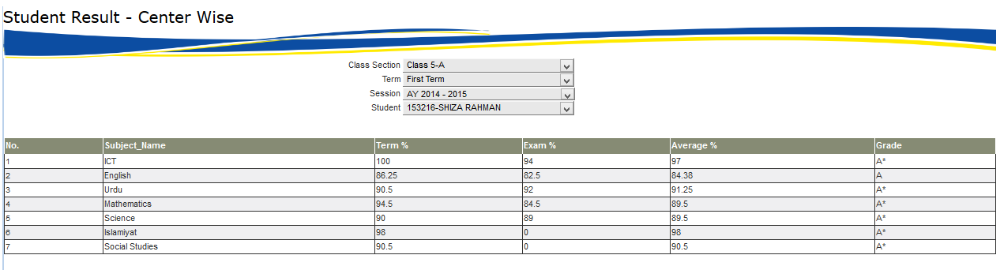 Student Result - Center Wise
Class Section Class 5-A
Term First Term
Session AY 2014 - 2015
Student 153216-SHIZA RAHMAN
No. Subject_Name Term % Exam % Average % Grade
1 ICT 100 94 97 A*
2 English 86.25 82.5 84.38 A
3 Urdu 90.5 92 91.25 A*
4 Mathematics 94.5 84.5 89.5 A*
5 Science 90 89 89.5 A*
6 Islamiyat 98 0 98 A*
7 Social Studies 90.5 0 90.5 A*